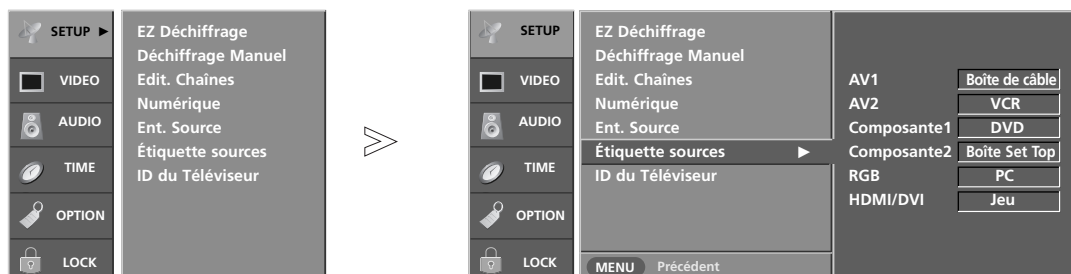 SETUP ►
VIDEO
AUDIO
TIME
OPTION
LOCK
EZ Déchiffrage
Déchiffrage Manuel
Edit. Chaînes
Numérique
Ent. Source
Étiquette sources
ID du Téléviseur
SETUP
VIDEO
AUDIO
TIME
OPTION
LOCK
EZ Déchiffrage
Déchiffrage Manuel
Edit. Chaînes
Numérique
Ent. Source
Étiquette sources ►
ID du Téléviseur
MENU Précédent
AV1 Boîte de câble
AV2 VCR
Composante1 DVD
Composante2 Boîte Set Top
RGB PC
HDMI/DVI Jeu